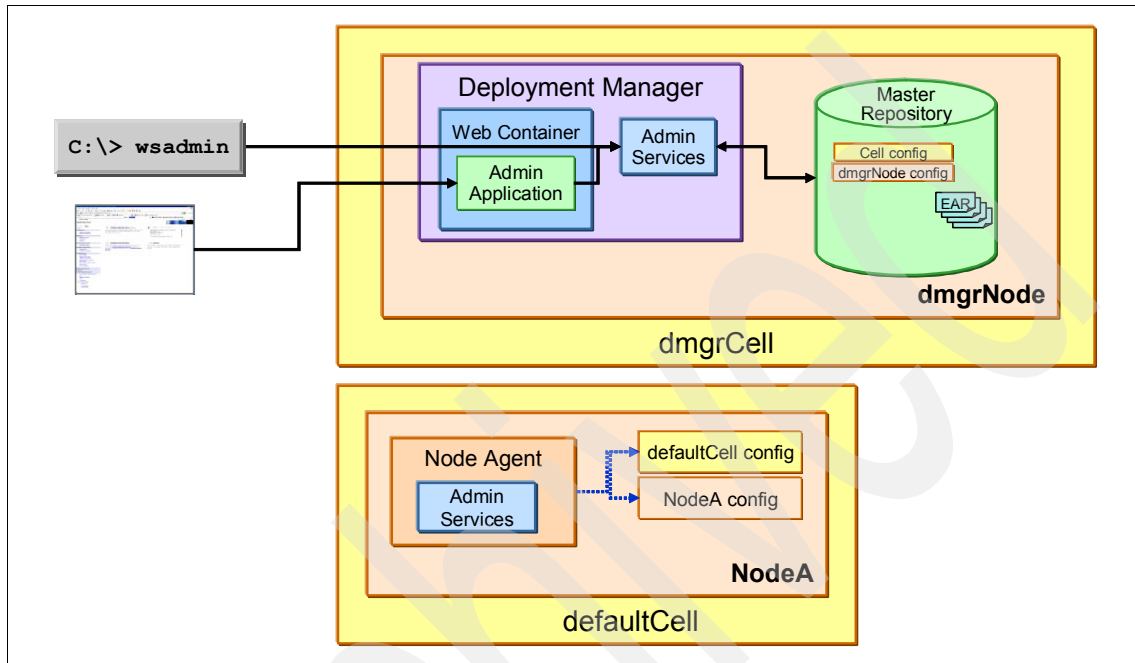 C:\> wsadmin
Deployment Manager
Web Container
Admin
Application
Admin
Services
Master
Repository
Cell config
dmgrNode config
EAR
dmgrNode
dmgrCell
Node Agent
Admin
Services
defaultCell config
NodeA config
NodeA
defaultCell